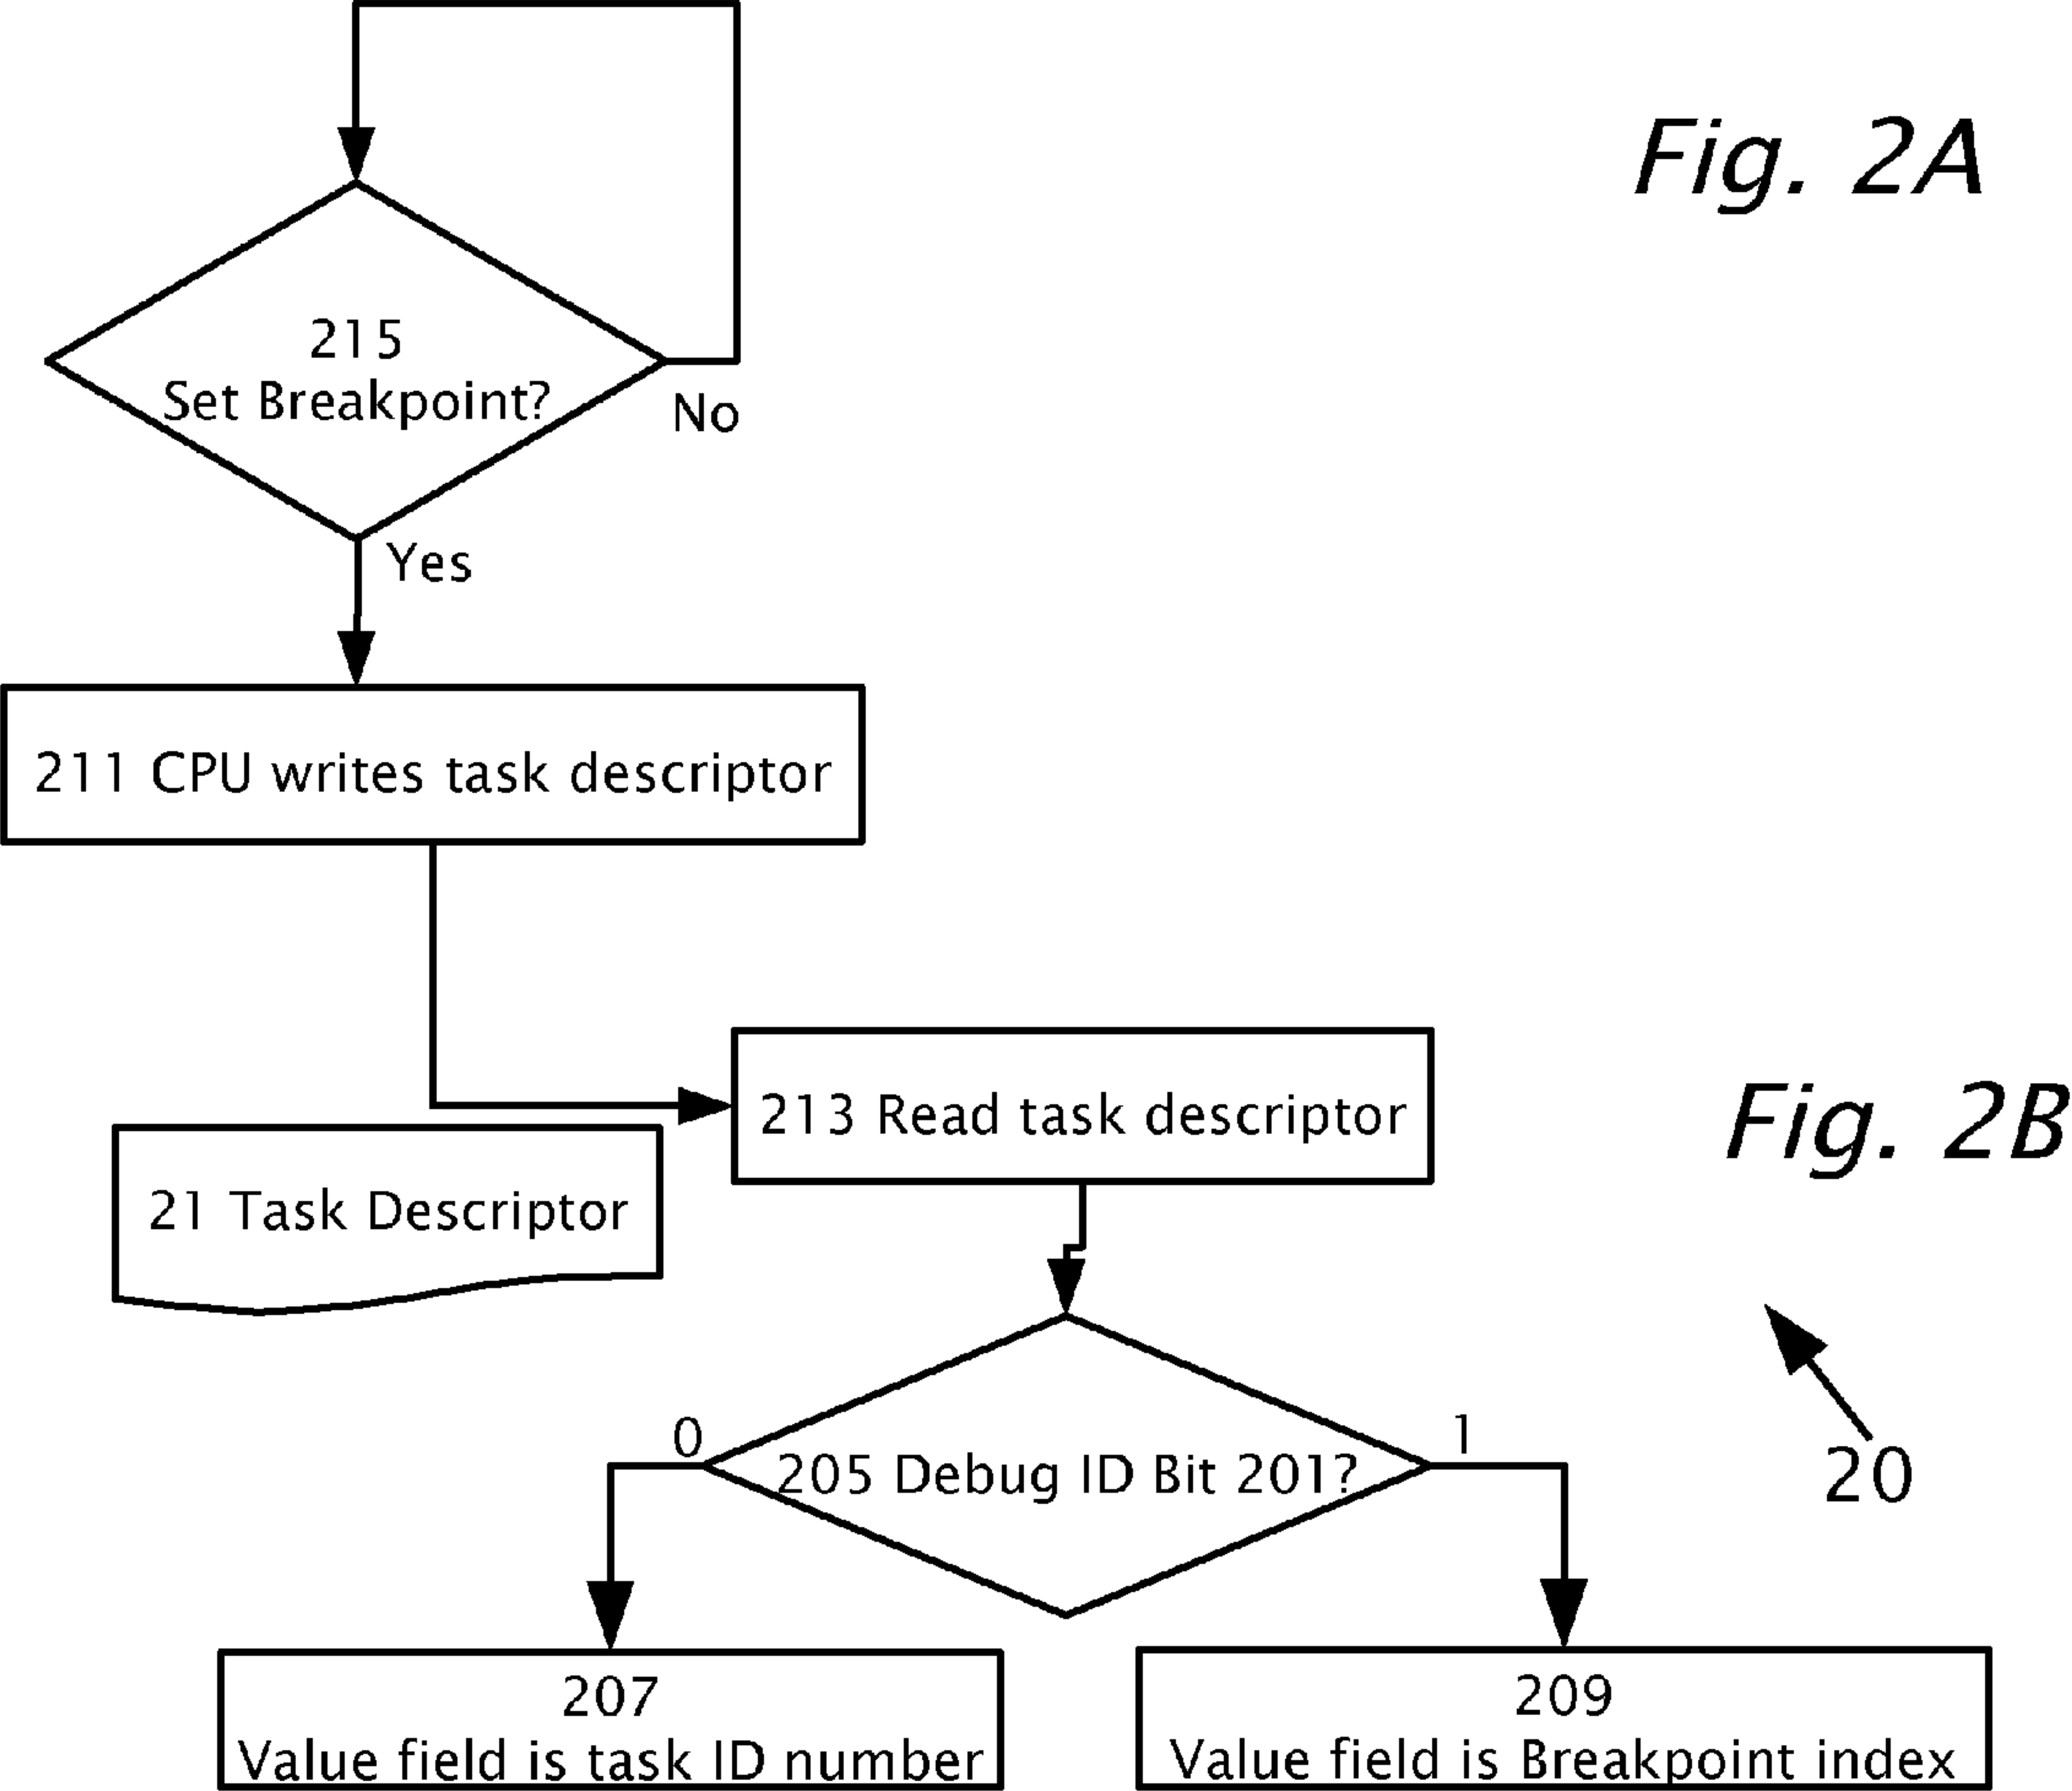 Fig. 2A
215
Set Breakpoint?
No
Yes
211 CPU writes task descriptor
213 Read task descriptor
Fig. 2B
21 Task Descriptor
0
1
205 Debug ID Bit 201?
20
207
Value field is task ID number
209
Value field is Breakpoint index